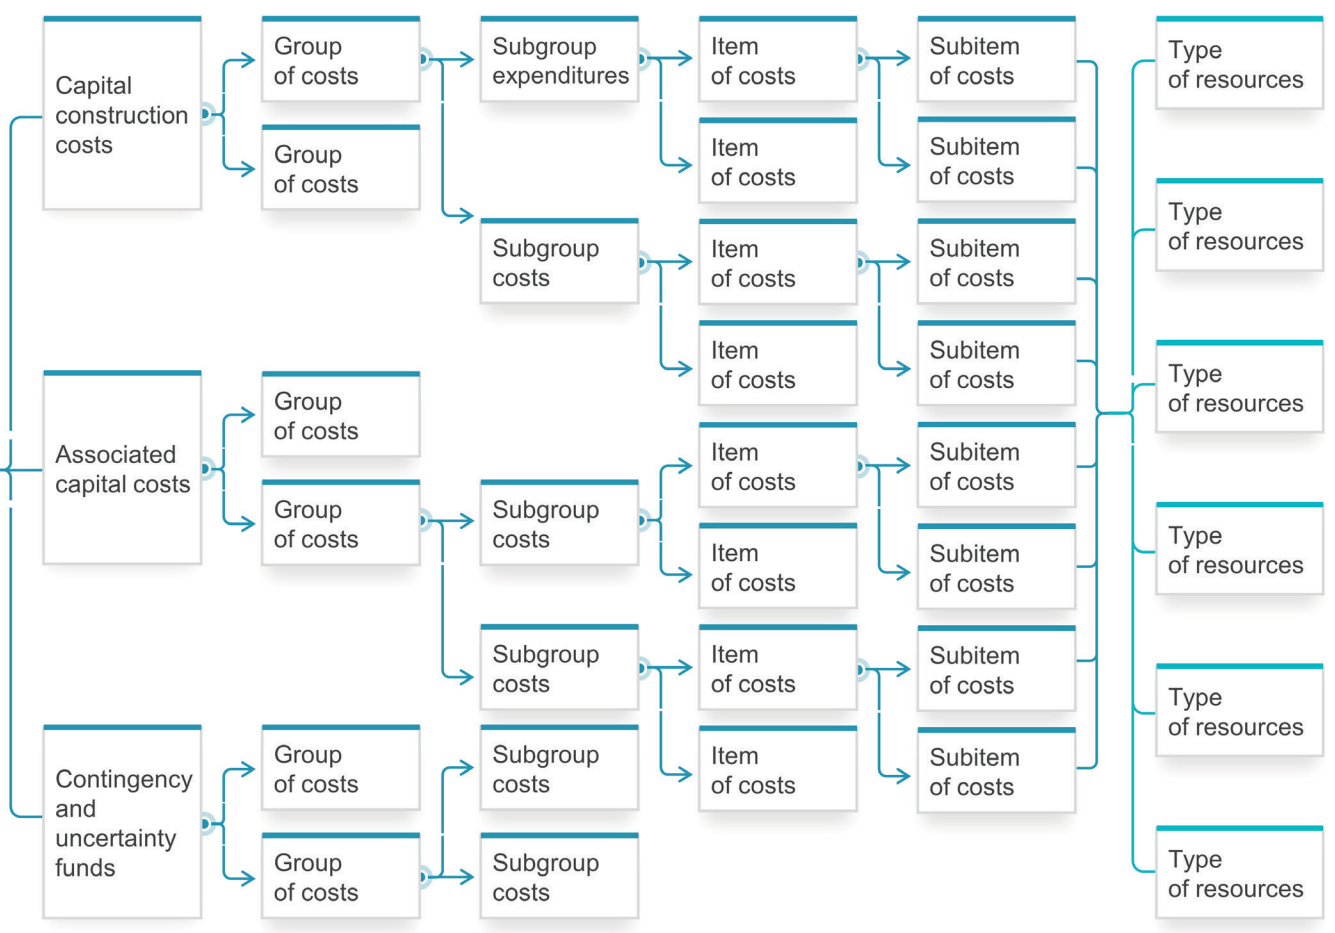 Capital
construction
costs
Associated
capital costs
Contingency
and
uncertainty
funds
Group
of costs
Group
of costs
Group
of costs
Group
of costs
Group
of costs
Group
of costs
Subgroup
expenditures
Subgroup
costs
Subgroup
costs
Subgroup
costs
Subgroup
costs
Subgroup
costs
Item
of costs
Item
of costs
Item
of costs
Item
of costs
Item
of costs
Item
of costs
Item
of costs
Item
of costs
Subitem
of costs
Subitem
of costs
Subitem
of costs
Subitem
of costs
Subitem
of costs
Subitem
of costs
Subitem
of costs
Subitem
of costs
Type
of resources
Type
of resources
Type
of resources
Type
of resources
Type
of resources
Type
of resources